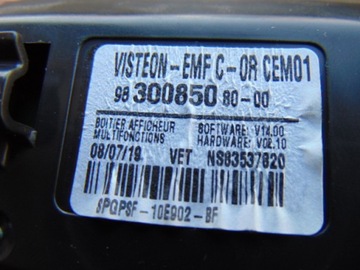 VISTEON-EMF C-OR CEM01
98 300850 80-00
BOITIER AFFICHEUR SOFTWARE: V14.00
MULTIFONCTIONS HARDWARE: V02.10
08/07/19 VET NS83537820
SPGPSF-10E902-BF